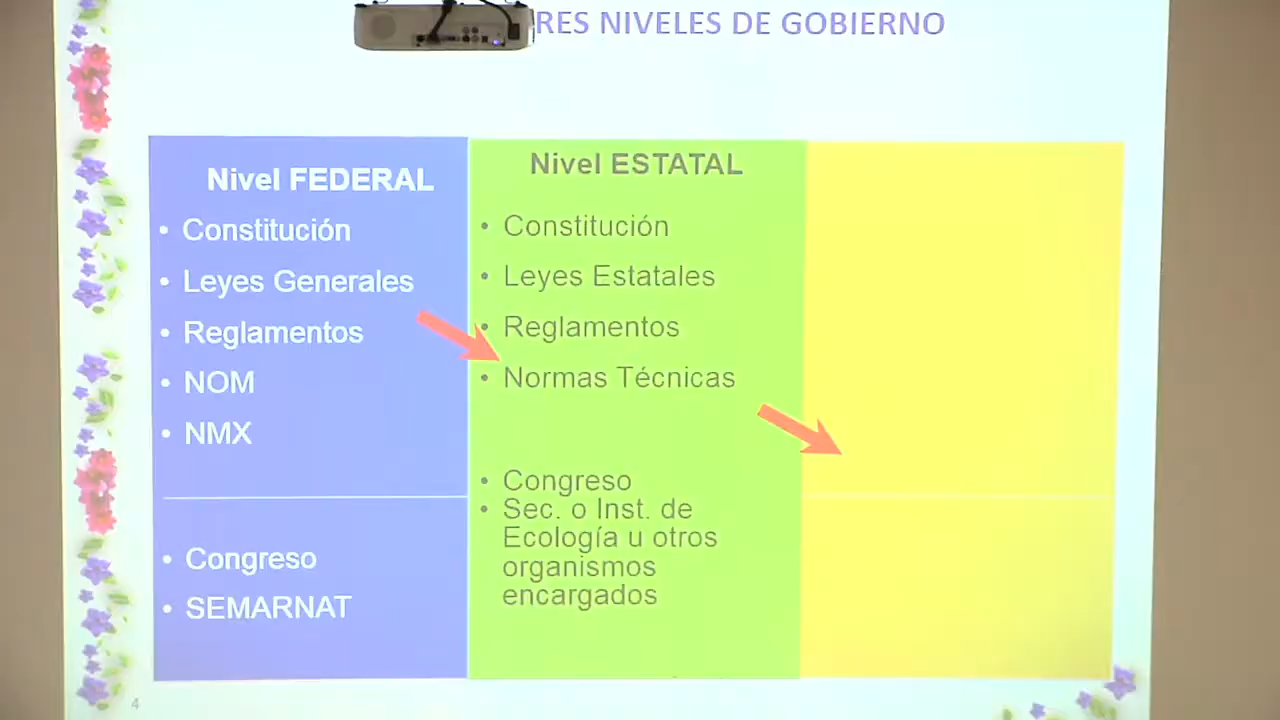 RES NIVELES DE GOBIERNO
Nivel FEDERAL
• Constitución
• Leyes Generales
• Reglamentos
• NOM
• NMX
• Congreso
• SEMARNAT
Nivel ESTATAL
• Constitución
• Leyes Estatales
• Reglamentos
• Normas Técnicas
• Congreso
• Sec. o Inst. de
Ecología u otros
organismos
encargados
4